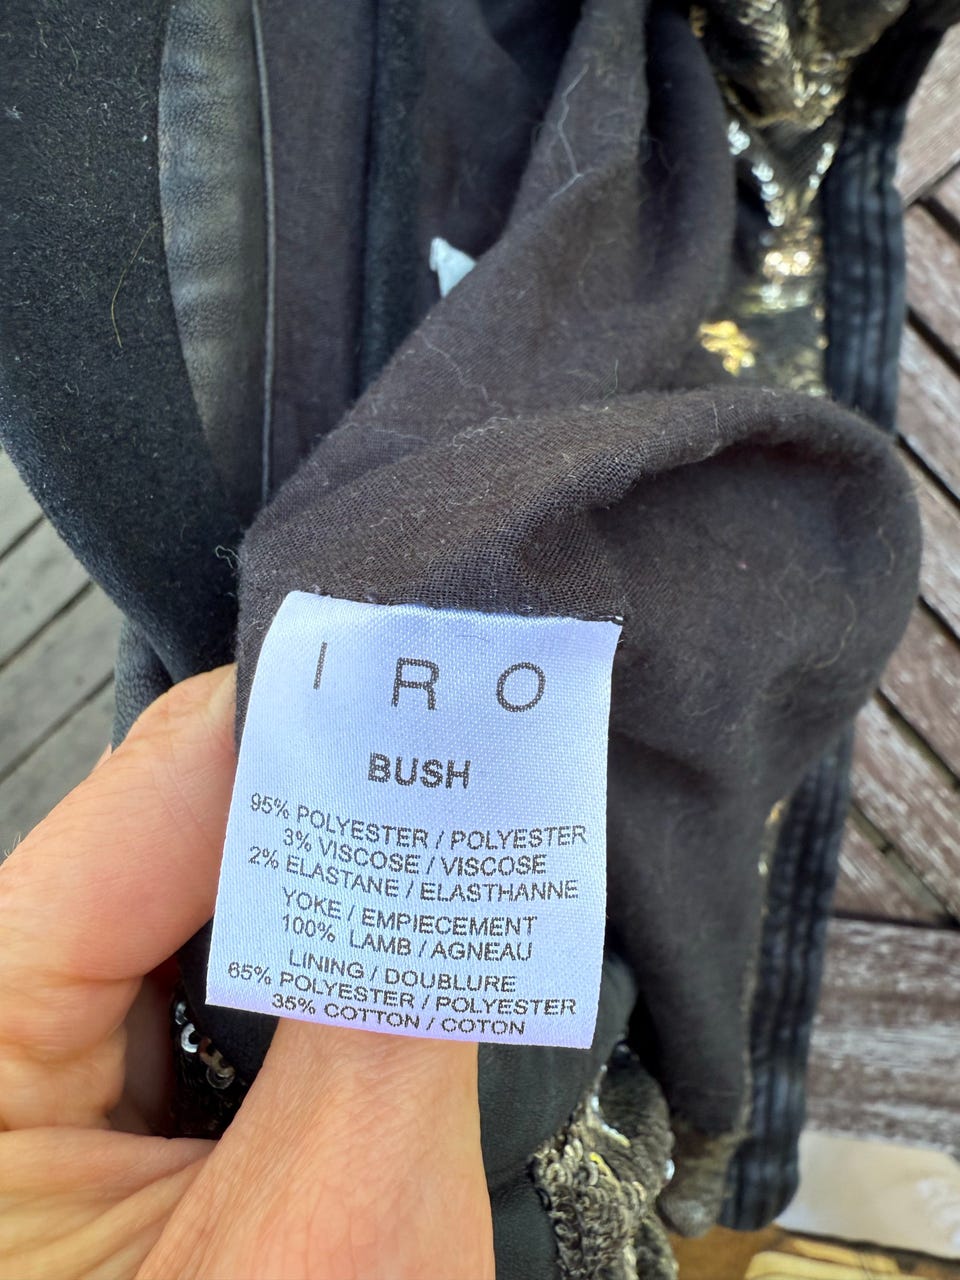 I R O
BUSH
95% POLYESTER / POLYESTER
3% VISCOSE / VISCOSE
2% ELASTANE / ELASTHANNE
YOKE / EMPIECEMENT
100% LAMB / AGNEAU
LINING / DOUBLURE
65% POLYESTER / POLYESTER
35% COTTON / COTON